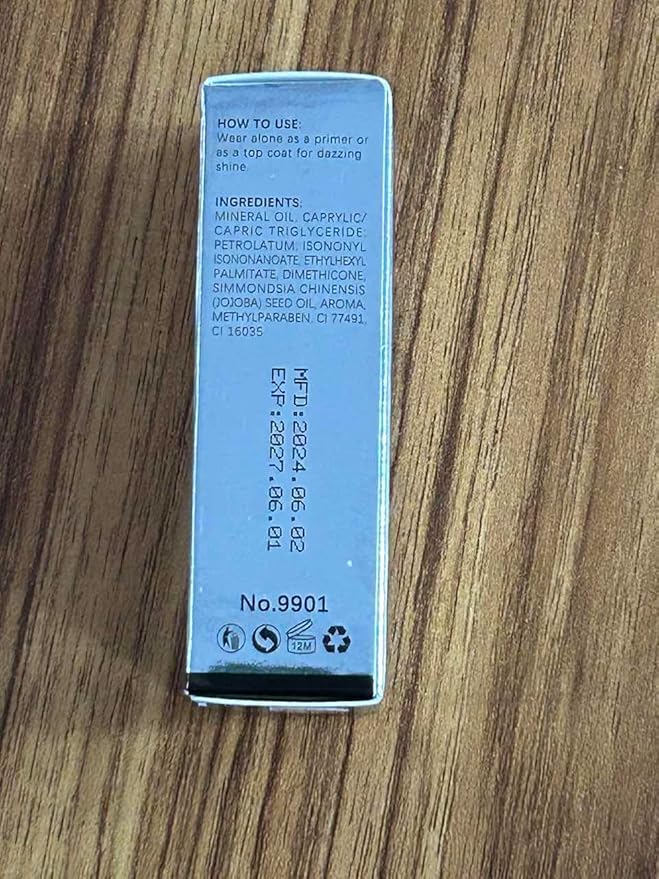 HOW TO USE:
Wear alone as a primer or
as a top coat for dazzing
shine.
INGREDIENTS:
MINERAL OIL, CAPRYLIC/
CAPRIC TRIGLYCERIDE,
PETROLATUM, ISONONYL
ISONONANOATE, ETHYLHEXYL
PALMITATE, DIMETHICONE,
SIMMONDSIA CHINENSIS
(JOJOBA) SEED OIL, AROMA,
METHYLPARABEN, CI 77491,
CI 16035
MFD:2024.06.02
EXP:2027.06.01
No.9901
12M